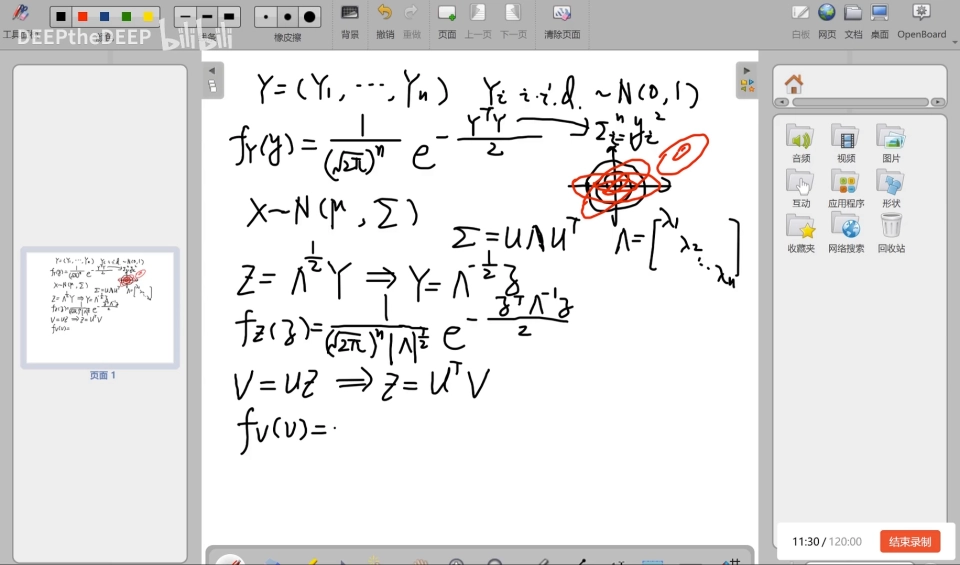 DEEPtheDEEP bilibili
橡皮擦
背景
撤消
重做
页面
上一页
下一页
清除页面
白板
网页
文档
桌面
OpenBoard
Y=(Y₁, ⋯, Yₙ) Yᵢ i.i.d. ~N(0,1)
f_Y(y)= 1/(√2π)ⁿ e^(-YᵀY/2) → Σᵢ₌ⁿ yᵢ²
X~N(μ, Σ)
Σ=UΛUᵀ Λ=[λ₁ λ₂ ⋱ λₙ]
Z=Λ^(1/2) Y ⇒ Y=Λ^(-1/2) z
f_Z(z)= 1/((√2π)ⁿ|Λ|^(1/2)) e^(-zᵀΛ⁻¹z/2)
V=UZ ⇒ Z=UᵀV
f_V(v)=
页面 1
音频
视频
图片
互动
应用程序
形状
收藏夹
网络搜索
回收站
11:30 / 120:00
结束录制